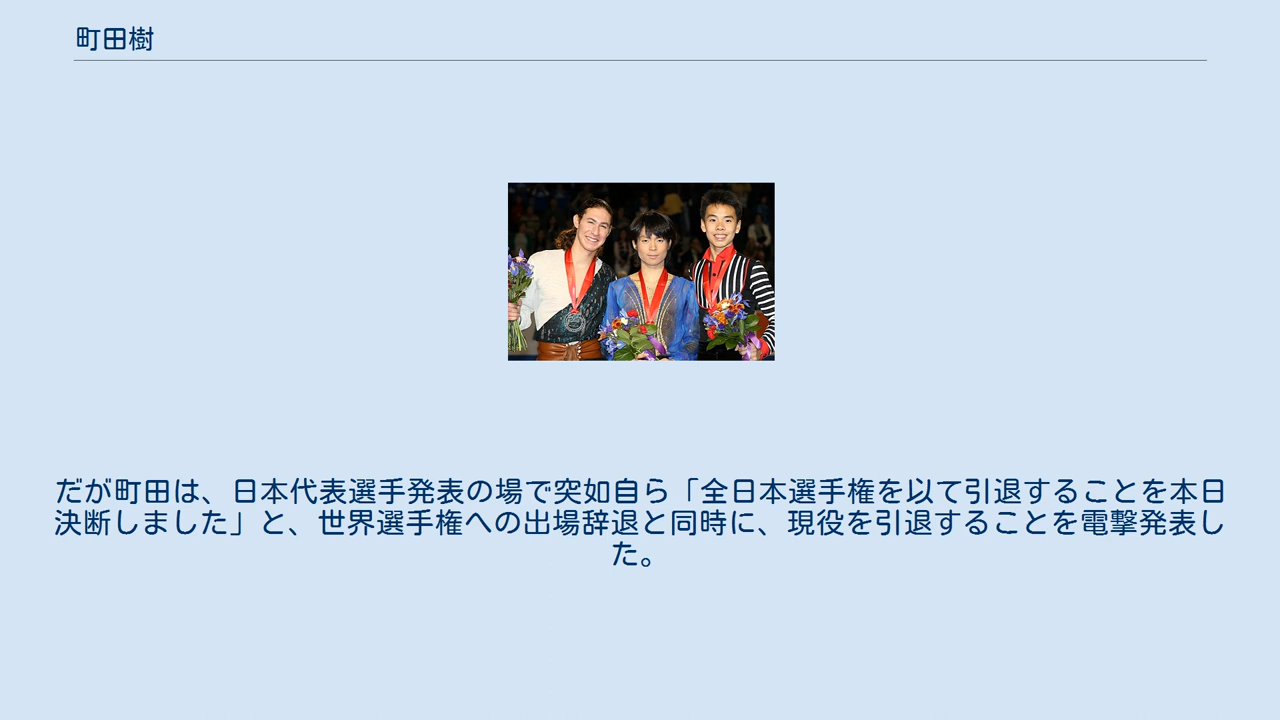 町田樹
だが町田は、日本代表選手発表の場で突如自ら「全日本選手権を以て引退することを本日
決断しました」と、世界選手権への出場辞退と同時に、現役を引退することを電撃発表し
た。